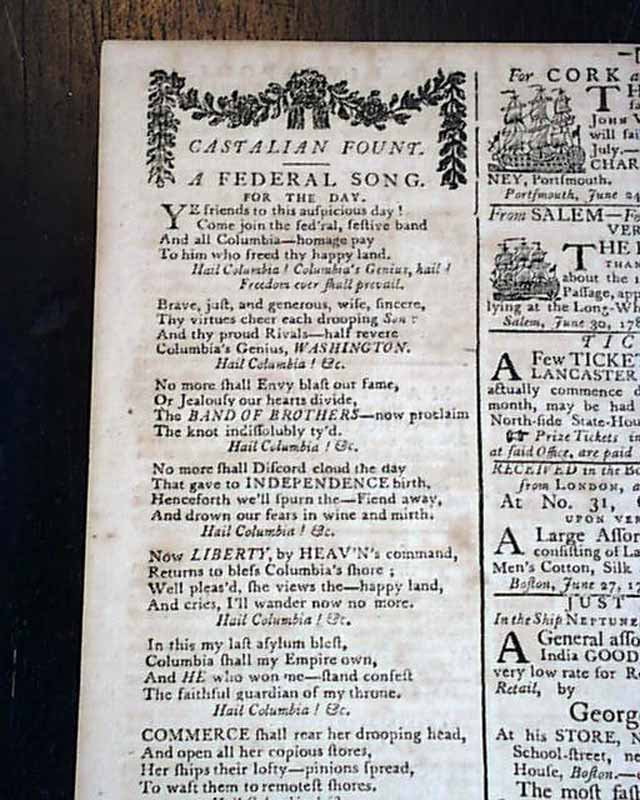 CASTALIAN FOUNT.
A FEDERAL SONG.
FOR THE DAY.
YE friends to this auſpicious day !
Come join the fed'ral, feſtive band
And all Columbia—homage pay
To him who freed thy happy land.
Hail Columbia ! Columbia's Genius, hail !
Freedom ever ſhall prevail.
Brave, juſt, and generous, wiſe, ſincere,
Thy virtues cheer each drooping
And thy proud Rivals—half revere
Columbia's Genius, WASHINGTON.
Hail Columbia ! &c.
No more ſhall Envy blaſt our fame,
Or Jealouſy our hearts divide,
The BAND OF BROTHERS—now proclaim
The knot indiſſolubly ty'd.
Hail Columbia ! &c.
No more ſhall Diſcord cloud the day
That gave to INDEPENDENCE birth,
Henceforth we'll ſpurn the—Fiend away,
And drown our fears in wine and mirth.
Hail Columbia ! &c.
Now LIBERTY, by HEAV'N's command,
Returns to bleſs Columbia's ſhore ;
Well pleas'd, ſhe views the—happy land,
And cries, I'll wander now no more.
Hail Columbia ! &c.
In this my laſt aſylum bleſt,
Columbia ſhall my Empire own,
And HE who won me—ſtand confeſt
The faithful guardian of my throne.
Hail Columbia ! &c.
COMMERCE ſhall rear her drooping head,
And open all her copious ſtores,
Her ſhips their lofty—pinions ſpread,
To waft them to remoteſt ſhores.
Hail Columbia ! &c.
For CORK
JOHN
will ſai
July.—
CHAR
NEY, Portſmouth.
Portſmouth, June 24
From SALEM—
VER
THE
THAN
about the 1
Paſſage, app
lying at the Long-Wh
Salem, June 30, 178
TIC
A Few TICKET
LANCASTER
actually commence d
month, may be had
North-ſide State-Hou
Prize Tickets in
at ſaid Office, are paid
RECEIVED in the
from LONDON, a
At No. 31,
UPON VER
A Large Aſſor
conſiſting of La
Men's Cotton, Silk
Boſton, June 27, 17
JUST
In the Ship NEPTUNE
A General aſſo
India GOOD
very low rate for R
Retail, by
George
At his STORE, N
School-ſtreet, ne
Houſe, Boſton.—
The moſt faſ